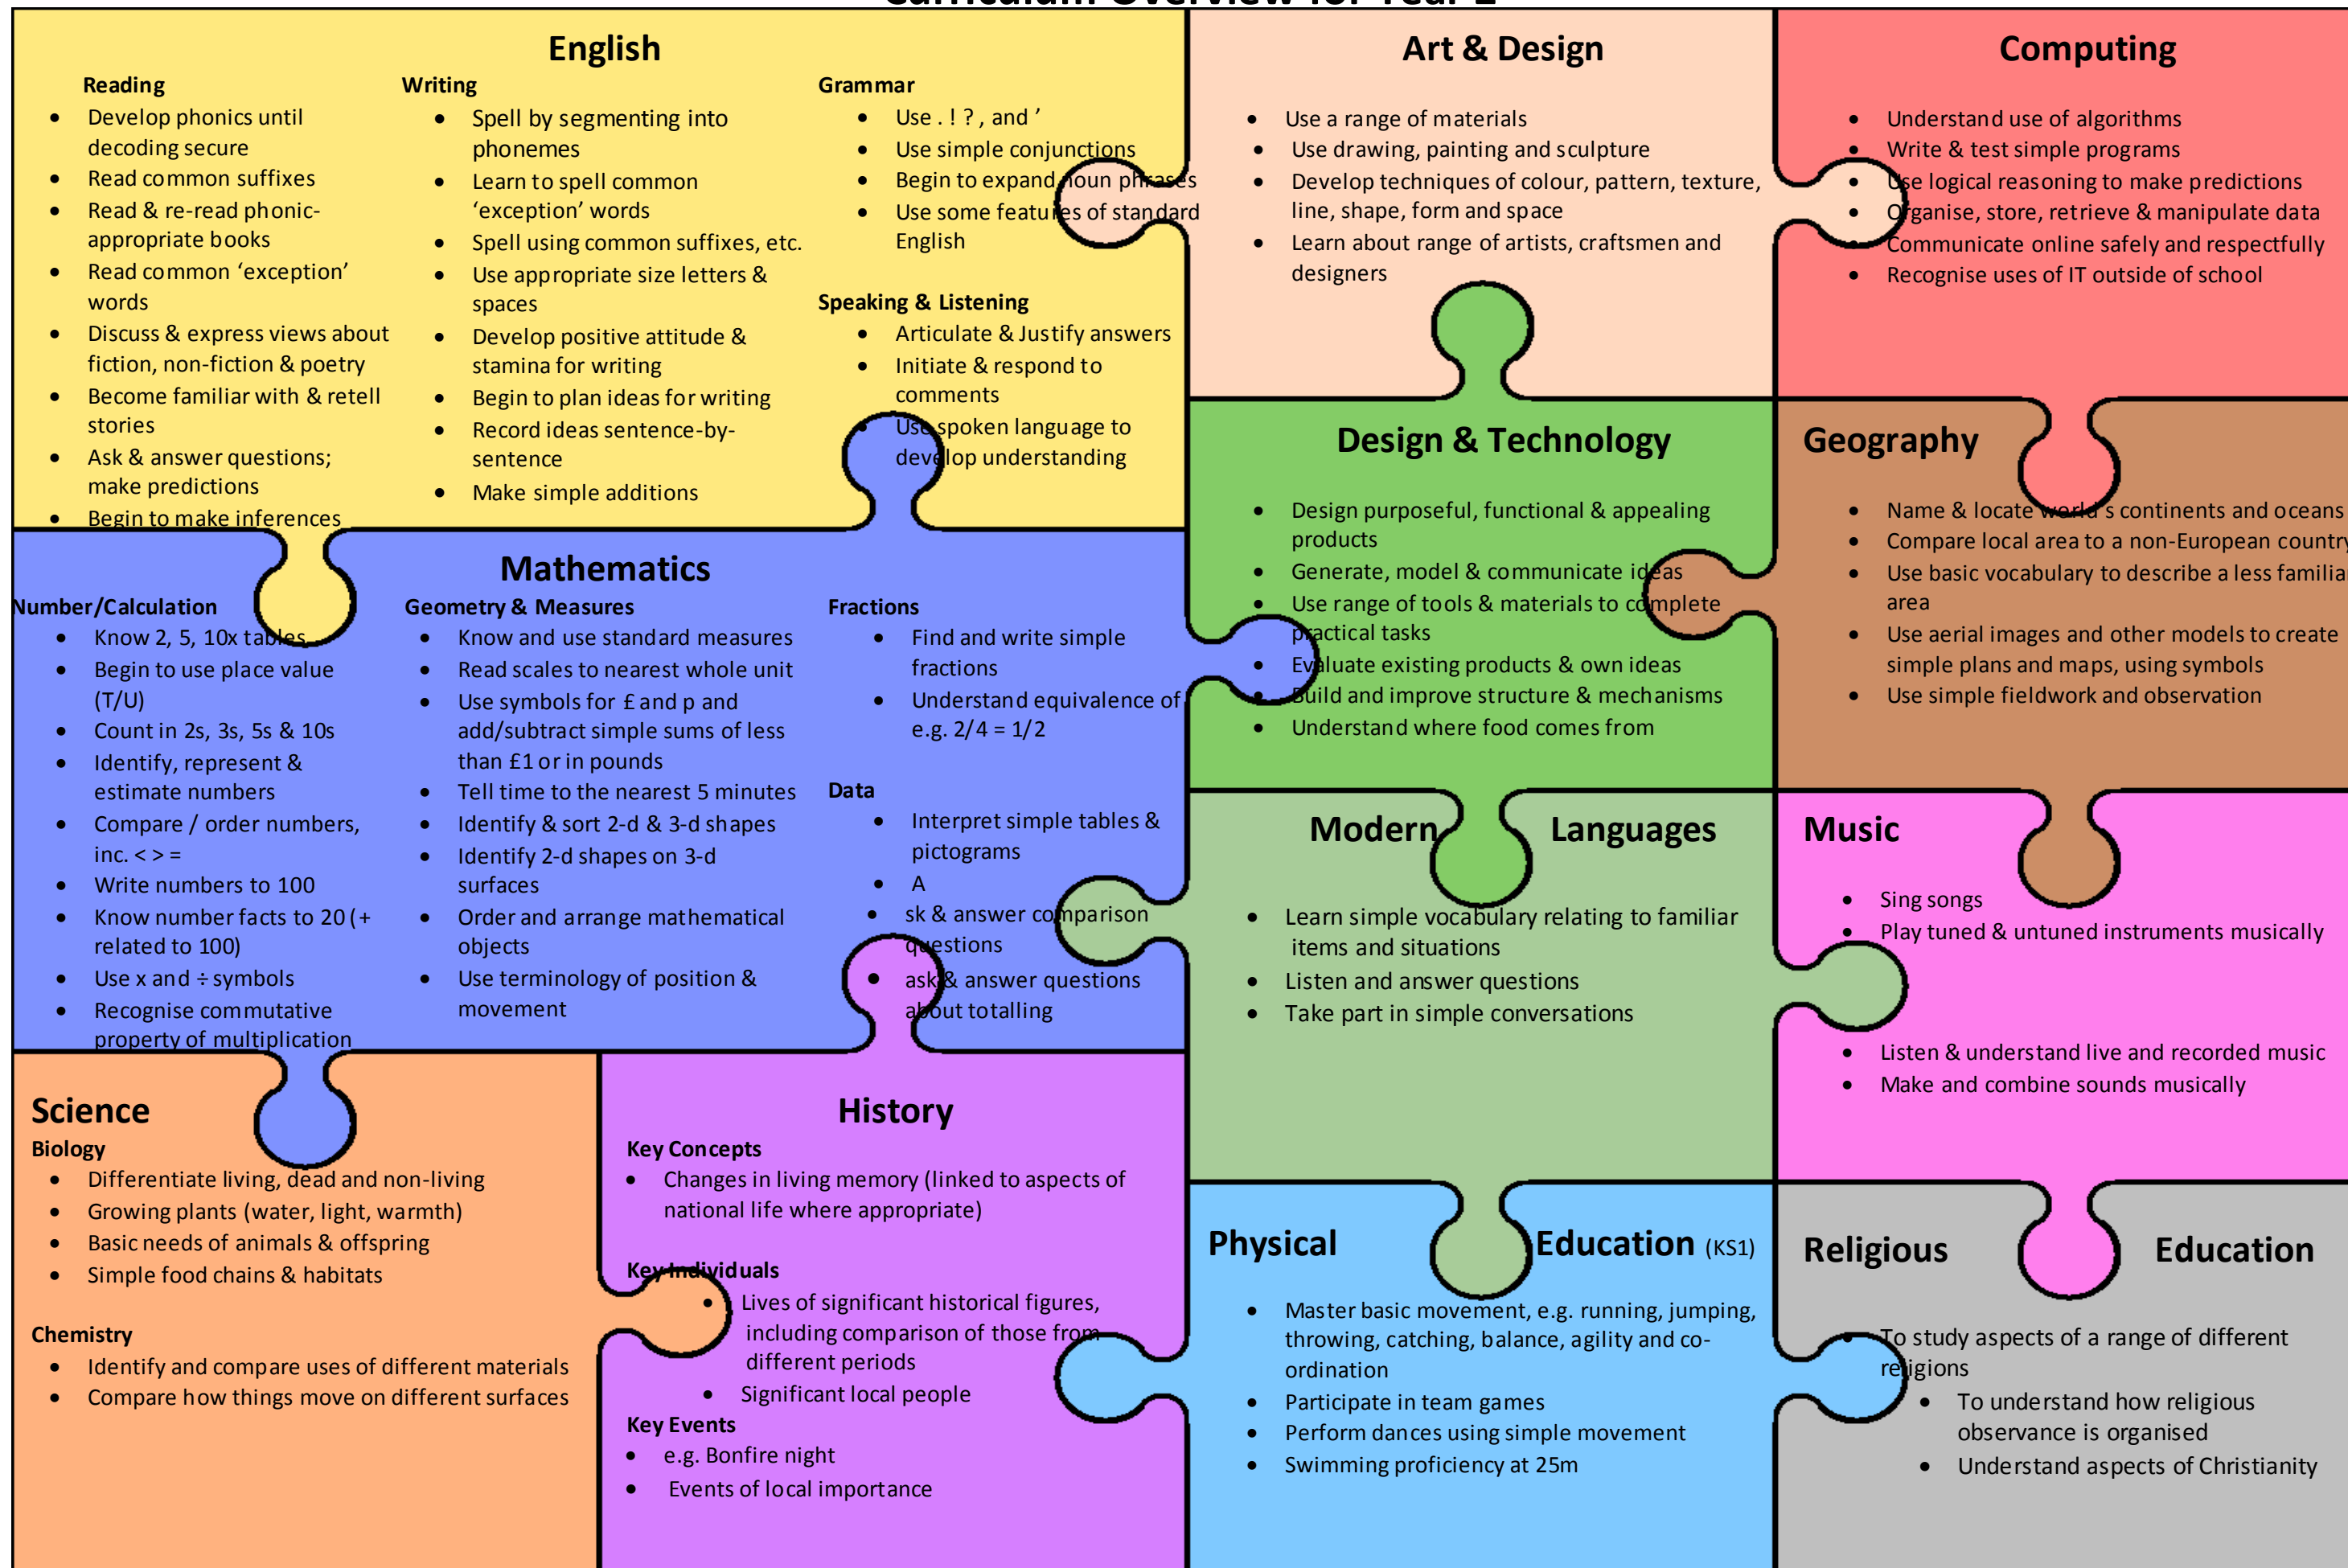 Curriculum Overview for Year 2
English
Reading
• Develop phonics until
decoding secure
• Read common suffixes
• Read & re-read phonic-
appropriate books
• Read common ‘exception’
words
• Discuss & express views about
fiction, non-fiction & poetry
• Become familiar with & retell
stories
• Ask & answer questions;
make predictions
• Begin to make inferences
Writing
• Spell by segmenting into
phonemes
• Learn to spell common
‘exception’ words
• Spell using common suffixes, etc.
• Use appropriate size letters &
spaces
• Develop positive attitude &
stamina for writing
• Begin to plan ideas for writing
• Record ideas sentence-by-
sentence
• Make simple additions
Grammar
• Use . ! ? , and ’
• Use simple conjunctions
• Begin to expand noun phrases
• Use some features of standard
English
Speaking & Listening
• Articulate & Justify answers
• Initiate & respond to
comments
• Use spoken language to
develop understanding
Art & Design
• Use a range of materials
• Use drawing, painting and sculpture
• Develop techniques of colour, pattern, texture,
line, shape, form and space
• Learn about range of artists, craftsmen and
designers
Computing
• Understand use of algorithms
• Write & test simple programs
• Use logical reasoning to make predictions
• Organise, store, retrieve & manipulate data
• Communicate online safely and respectfully
• Recognise uses of IT outside of school
Design & Technology
• Design purposeful, functional & appealing
products
• Generate, model & communicate ideas
• Use range of tools & materials to complete
practical tasks
• Evaluate existing products & own ideas
• Build and improve structure & mechanisms
• Understand where food comes from
Geography
• Name & locate world’s continents and oceans
• Compare local area to a non-European country
• Use basic vocabulary to describe a less familiar
area
• Use aerial images and other models to create
simple plans and maps, using symbols
• Use simple fieldwork and observation
Mathematics
Number/Calculation
• Know 2, 5, 10x tables
• Begin to use place value
(T/U)
• Count in 2s, 3s, 5s & 10s
• Identify, represent &
estimate numbers
• Compare / order numbers,
inc. < > =
• Write numbers to 100
• Know number facts to 20 (+
related to 100)
• Use x and ÷ symbols
• Recognise commutative
property of multiplication
Geometry & Measures
• Know and use standard measures
• Read scales to nearest whole unit
• Use symbols for £ and p and
add/subtract simple sums of less
than £1 or in pounds
• Tell time to the nearest 5 minutes
• Identify & sort 2-d & 3-d shapes
• Identify 2-d shapes on 3-d
surfaces
• Order and arrange mathematical
objects
• Use terminology of position &
movement
Fractions
• Find and write simple
fractions
• Understand equivalence of
e.g. 2/4 = 1/2
Data
• Interpret simple tables &
pictograms
• A
• sk & answer comparison
questions
• ask & answer questions
about totalling
Modern Languages
• Learn simple vocabulary relating to familiar
items and situations
• Listen and answer questions
• Take part in simple conversations
Music
• Sing songs
• Play tuned & untuned instruments musically
• Listen & understand live and recorded music
• Make and combine sounds musically
Science
Biology
• Differentiate living, dead and non-living
• Growing plants (water, light, warmth)
• Basic needs of animals & offspring
• Simple food chains & habitats
Chemistry
• Identify and compare uses of different materials
• Compare how things move on different surfaces
History
Key Concepts
• Changes in living memory (linked to aspects of
national life where appropriate)
Key Individuals
• Lives of significant historical figures,
including comparison of those from
different periods
• Significant local people
Key Events
• e.g. Bonfire night
• Events of local importance
Physical Education (KS1)
• Master basic movement, e.g. running, jumping,
throwing, catching, balance, agility and co-
ordination
• Participate in team games
• Perform dances using simple movement
• Swimming proficiency at 25m
Religious Education
• To study aspects of a range of different
religions
• To understand how religious
observance is organised
• Understand aspects of Christianity